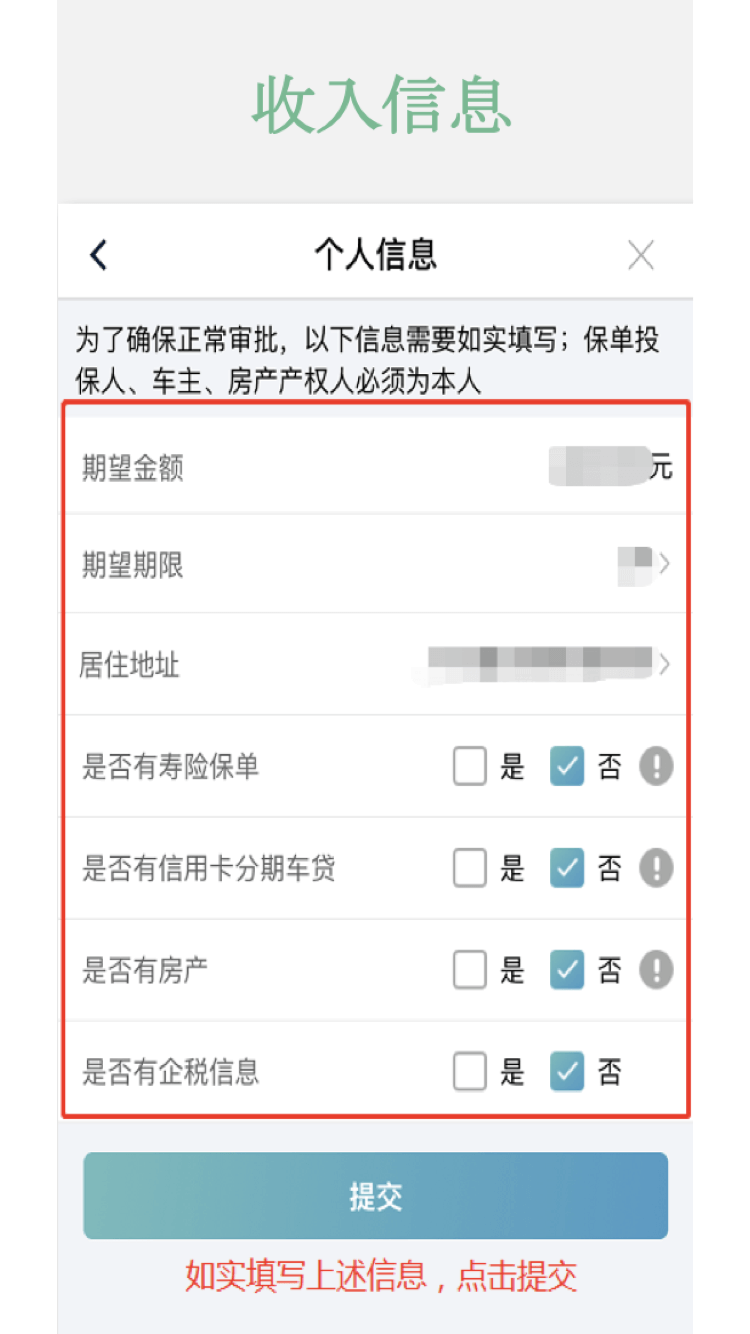 收入信息
个人信息
为了确保正常审批，以下信息需要如实填写；保单投
保人、车主、房产产权人必须为本人
期望金额 元
期望期限
居住地址
是否有寿险保单 是 否
是否有信用卡分期车贷 是 否
是否有房产 是 否
是否有企税信息 是 否
提交
如实填写上述信息，点击提交